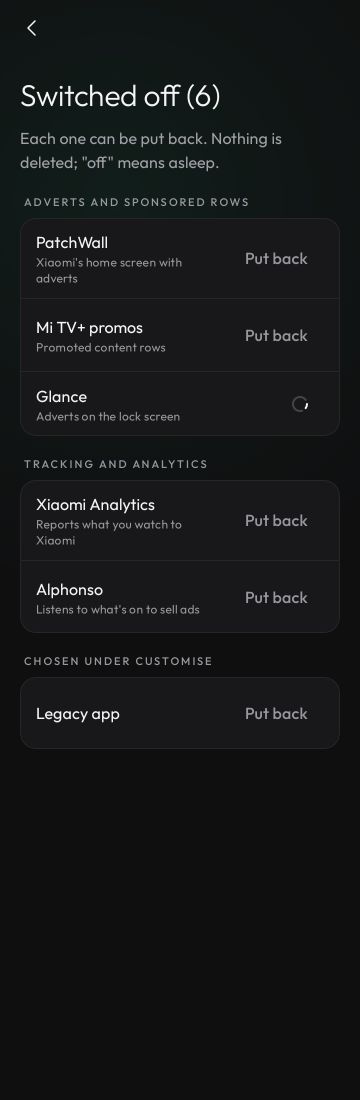 Switched off (6)
Each one can be put back. Nothing is
deleted; "off" means asleep.
ADVERTS AND SPONSORED ROWS
PatchWall
Xiaomi's home screen with
adverts
Put back
Mi TV+ promos
Promoted content rows
Put back
Glance
Adverts on the lock screen
TRACKING AND ANALYTICS
Xiaomi Analytics
Reports what you watch to
Xiaomi
Put back
Alphonso
Listens to what's on to sell ads
Put back
CHOSEN UNDER CUSTOMISE
Legacy app
Put back